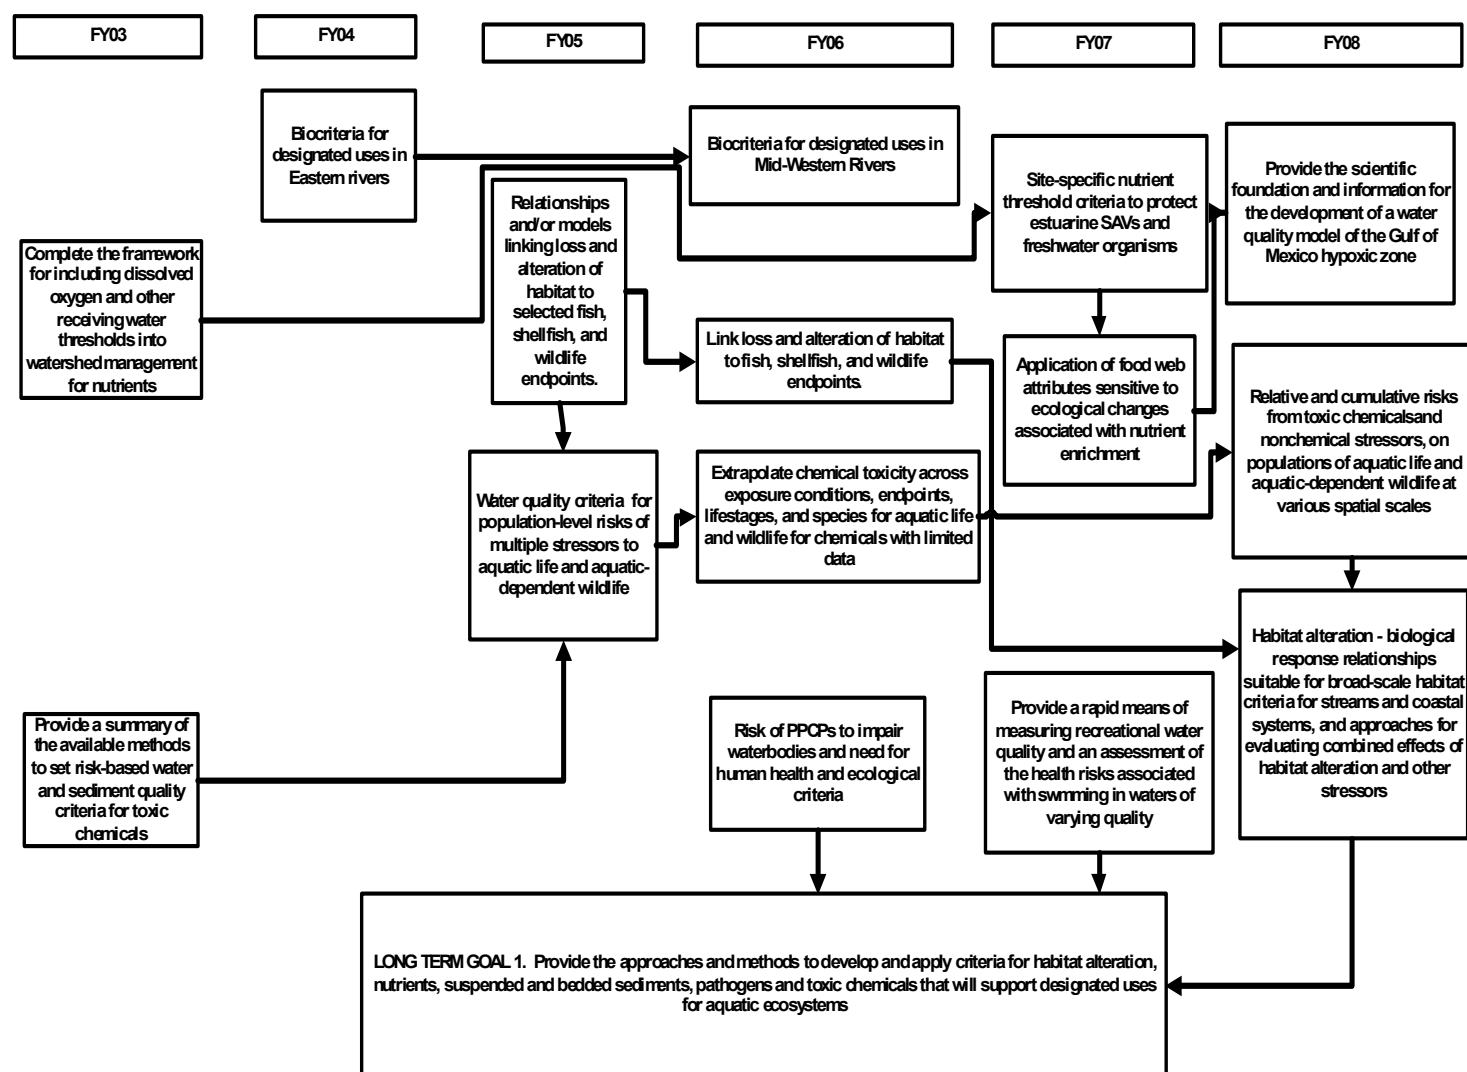 FY03
FY04
FY05
FY06
FY07
FY08
Biocriteria for
designated uses in
Eastern rivers
Biocriteria for designated uses in
Mid-Western Rivers
Site-specific nutrient
threshold criteria to protect
estuarine SAVs and
freshwater organisms
Provide the scientific
foundation and information for
the development of a water
quality model of the Gulf of
Mexico hypoxic zone
Complete the framework
for including dissolved
oxygen and other
receiving water
thresholds into
watershed management
for nutrients
Relationships
and/or models
linking loss and
alteration of
habitat to
selected fish,
shellfish, and
wildlife
endpoints.
Link loss and alteration of habitat
to fish, shellfish, and wildlife
endpoints.
Application of food web
attributes sensitive to
ecological changes
associated with nutrient
enrichment
Relative and cumulative risks
from toxic chemicalsand
nonchemical stressors, on
populations of aquatic life and
aquatic-dependent wildlife at
various spatial scales
Water quality criteria for
population-level risks of
multiple stressors to
aquatic life and aquatic-
dependent wildlife
Extrapolate chemical toxicity across
exposure conditions, endpoints,
lifestages, and species for aquatic life
and wildlife for chemicals with limited
data
Provide a summary of
the available methods
to set risk-based water
and sediment quality
criteria for toxic
chemicals
Risk of PPCPs to impair
waterbodies and need for
human health and ecological
criteria
Provide a rapid means of
measuring recreational water
quality and an assessment of
the health risks associated
with swmming in waters of
varying quality
Habitat alteration - biological
response relationships
suitable for broad-scale habitat
criteria for streams and coastal
systems, and approaches for
evaluating combined effects of
habitat alteration and other
stressors
LONG TERM GOAL 1. Provide the approaches and methods to develop and apply criteria for habitat alteration,
nutrients, suspended and bedded sediments, pathogens and toxic chemicals that will support designated uses
for aquatic ecosystems